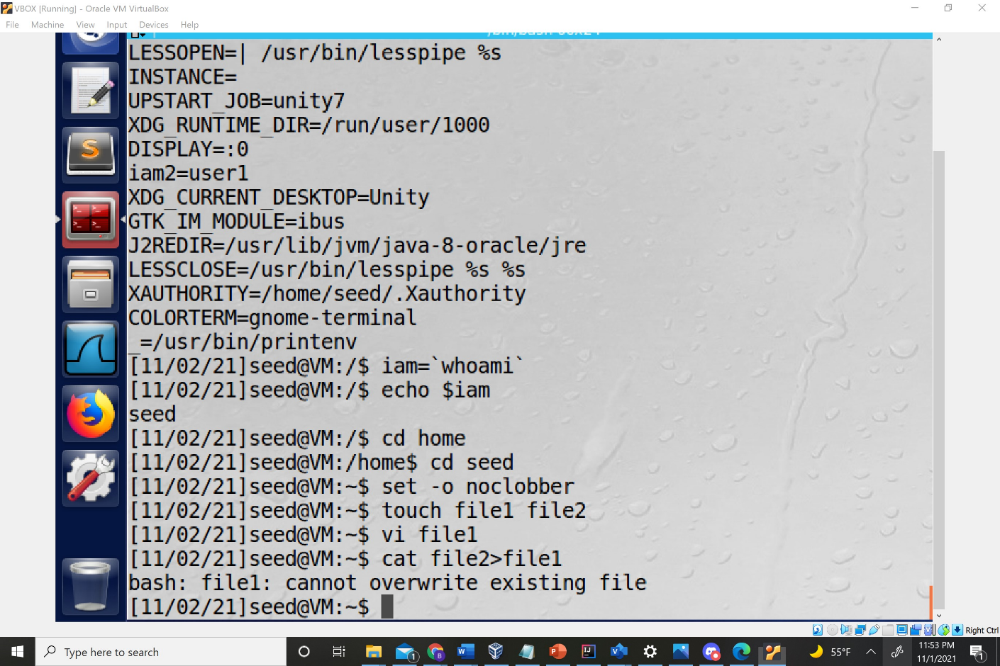 VBOX [Running] - Oracle VM VirtualBox
File Machine View Input Devices Help
LESSOPEN=| /usr/bin/lesspipe %s
INSTANCE=
UPSTART_JOB=unity7
XDG_RUNTIME_DIR=/run/user/1000
DISPLAY=:0
iam2=user1
XDG_CURRENT_DESKTOP=Unity
GTK_IM_MODULE=ibus
J2REDIR=/usr/lib/jvm/java-8-oracle/jre
LESSCLOSE=/usr/bin/lesspipe %s %s
XAUTHORITY=/home/seed/.Xauthority
COLORTERM=gnome-terminal
_=/usr/bin/printenv
[11/02/21]seed@VM:/$ iam=`whoami`
[11/02/21]seed@VM:/$ echo $iam
seed
[11/02/21]seed@VM:/$ cd home
[11/02/21]seed@VM:/home$ cd seed
[11/02/21]seed@VM:~$ set -o noclobber
[11/02/21]seed@VM:~$ touch file1 file2
[11/02/21]seed@VM:~$ vi file1
[11/02/21]seed@VM:~$ cat file2>file1
bash: file1: cannot overwrite existing file
[11/02/21]seed@VM:~$
Right Ctrl
Type here to search
55°F
11:53 PM
11/1/2021